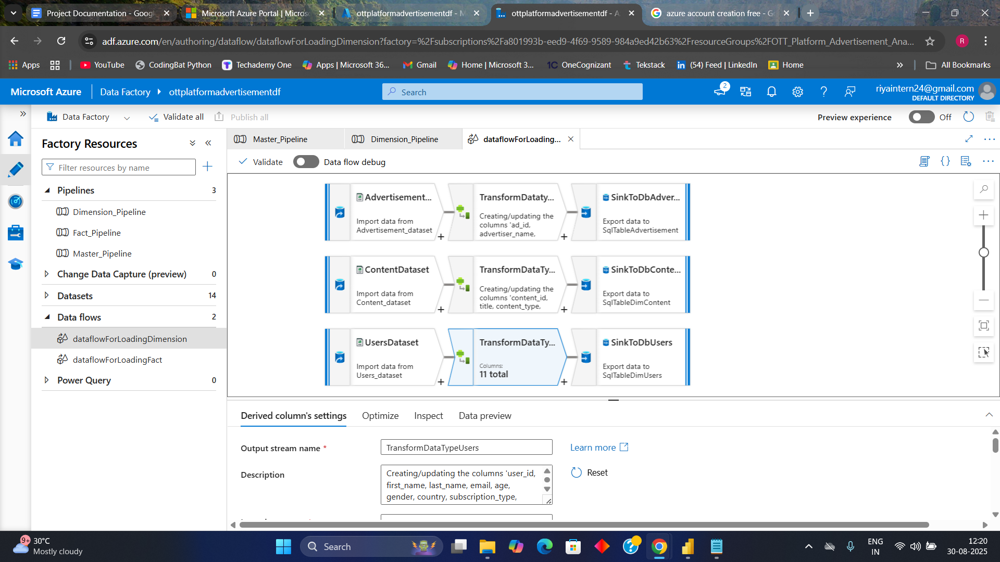 Project Documentation - Googl
Microsoft Azure Portal | Micros
ottplatformadvertisementdf - M
ottplatformadvertisementdf - A
azure account creation free - G
adf.azure.com/en/authoring/dataflow/dataflowForLoadingDimension?factory=%2Fsubscriptions%2Fa801993b-eed9-4f69-9589-984a9ed42b63%2FresourceGroups%2FOTT_Platform_Advertisement_Ana...
R
Apps
YouTube
CodingBat Python
Techademy One
Apps | Microsoft 36...
Gmail
Home | Microsoft 3...
1C OneCognizant
Tekstack
(54) Feed | LinkedIn
Home
All Bookmarks
Microsoft Azure
Data Factory
ottplatformadvertisementdf
Search
2
riyaintern24@gmail.com
DEFAULT DIRECTORY
Data Factory
Validate all
Publish all
Preview experience
Off
Factory Resources
Filter resources by name
Pipelines 3
Dimension_Pipeline
Fact_Pipeline
Master_Pipeline
Change Data Capture (preview) 0
Datasets 14
Data flows 2
dataflowForLoadingDimension
dataflowForLoadingFact
Power Query 0
Master_Pipeline
Dimension_Pipeline
dataflowForLoading...
Validate
Data flow debug
Advertisement...
Import data from
Advertisement_dataset
TransformDataty...
Creating/updating the
columns 'ad_id,
advertiser_name,
SinkToDbAdver...
Export data to
SqlTableAdvertisement
ContentDataset
Import data from
Content_dataset
TransformDataTy...
Creating/updating the
columns 'content_id,
title, content_type,
SinkToDbConte...
Export data to
SqlTableDimContent
UsersDataset
Import data from
Users_dataset
TransformDataTy...
Columns:
11 total
SinkToDbUsers
Export data to
SqlTableDimUsers
Derived column's settings
Optimize
Inspect
Data preview
Output stream name *
TransformDataTypeUsers
Learn more
Description
Creating/updating the columns 'user_id,
first_name, last_name, email, age,
gender, country, subscription_type,
Reset
9+
30°C
Mostly cloudy
Search
ENG
IN
12:20
30-08-2025